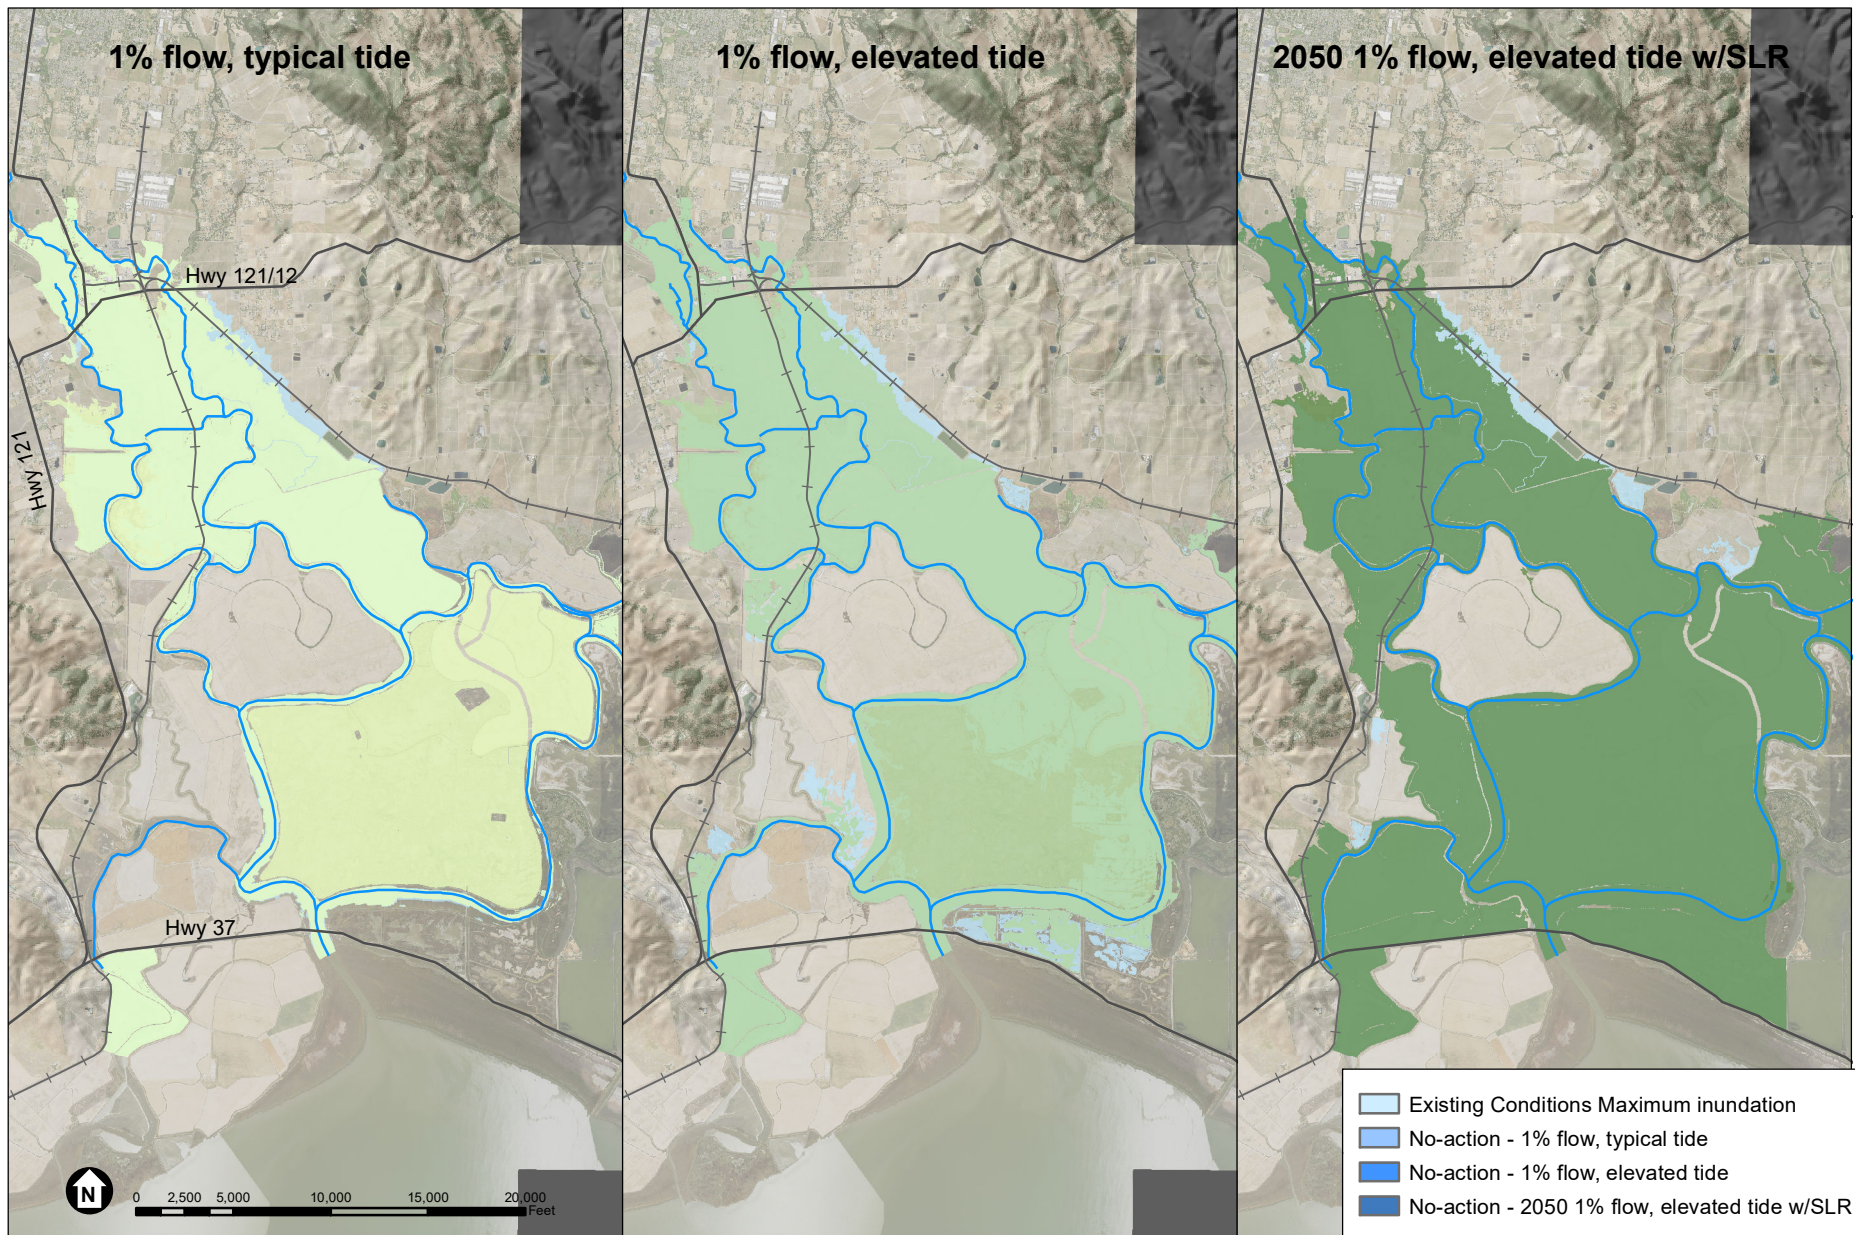 1% flow, typical tide
1% flow, elevated tide
2050 1% flow, elevated tide w/SLR
Hwy 121/12
Hwy 121
Hwy 37
N
0 2,500 5,000 10,000 15,000 20,000
Feet
Existing Conditions Maximum inundation
No-action - 1% flow, typical tide
No-action - 1% flow, elevated tide
No-action - 2050 1% flow, elevated tide w/SLR